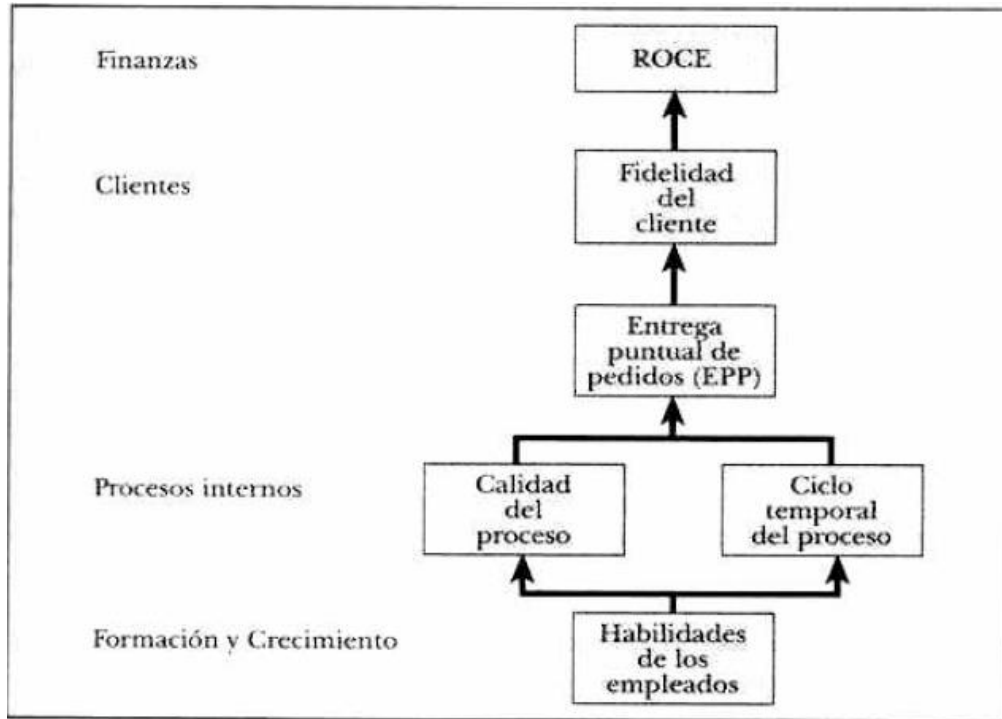 Finanzas
ROCE
Clientes
Fidelidad
del
cliente
Entrega
puntual de
pedidos (EPP)
Procesos internos
Calidad
del
proceso
Ciclo
temporal
del proceso
Formación y Crecimiento
Habilidades
de los
empleados